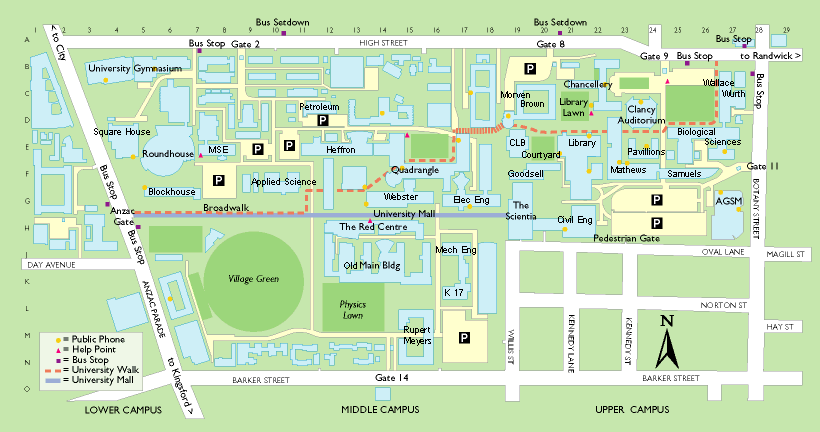 Bus Setdown
Bus Setdown
1 2 3 4 5 6 7 8 9 10 11 12 13 14 15 16 17 18 19 20 21 22 23 24 25 26 27 28 29
A
B
C
D
E
F
G
H
J
K
L
M
N
O
< to City
Bus Stop
Gate 2
HIGH STREET
Gate 8
Bus Stop
Gate 9
Bus Stop
to Randwick >
University Gymnasium
P
Chancellery
Wallace
Wurth
Bus Stop
Morven
Brown
Library
Lawn
Clancy
Auditorium
Petroleum
P
Square House
Roundhouse
MSE
P
P
Heffron
CLB
Courtyard
Library
Biological
Sciences
Pavillions
Mathews
Samuels
Gate 11
Quadrangle
Goodsell
Bus Stop
Blockhouse
P
Applied Science
Webster
Elec Eng
The
Scientia
P
P
AGSM
BOTANY STREET
Anzac
Gate
Broadwalk
University Mall
The Red Centre
Civil Eng
Pedestrian Gate
Bus Stop
Mech Eng
OVAL LANE
MAGILL ST
DAY AVENUE
Village Green
Old Main Bldg
K 17
ANZAC PARADE
Physics
Lawn
NORTON ST
HAY ST
Rupert
Meyers
P
WILLIS ST
KENNEDY LANE
KENNEDY ST
N
= Public Phone
= Help Point
= Bus Stop
= University Walk
= University Mall
to Kingsford >
BARKER STREET
Gate 14
BARKER STREET
LOWER CAMPUS
MIDDLE CAMPUS
UPPER CAMPUS